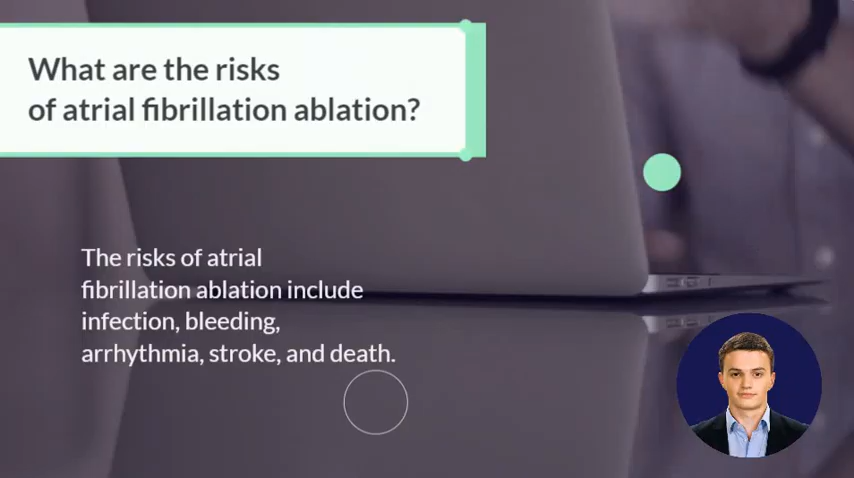 What are the risks
of atrial fibrillation ablation?
The risks of atrial
fibrillation ablation include
infection, bleeding,
arrhythmia, stroke, and death.